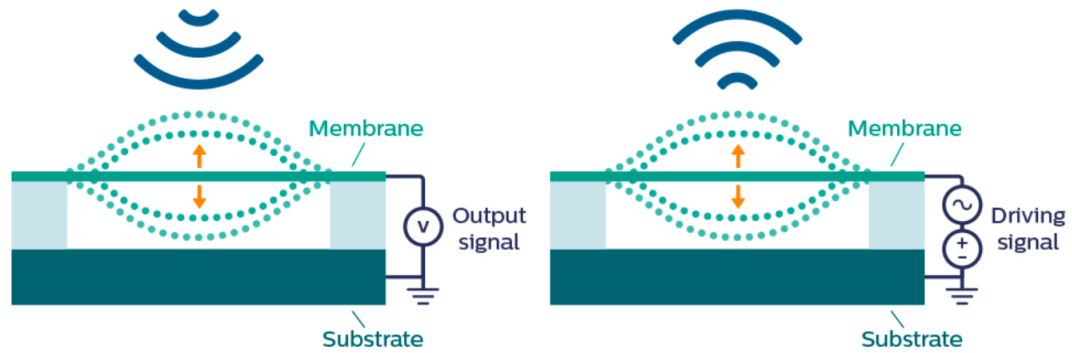 Membrane
V
Output
signal
Substrate
Membrane
Driving
signal
+
−
Substrate